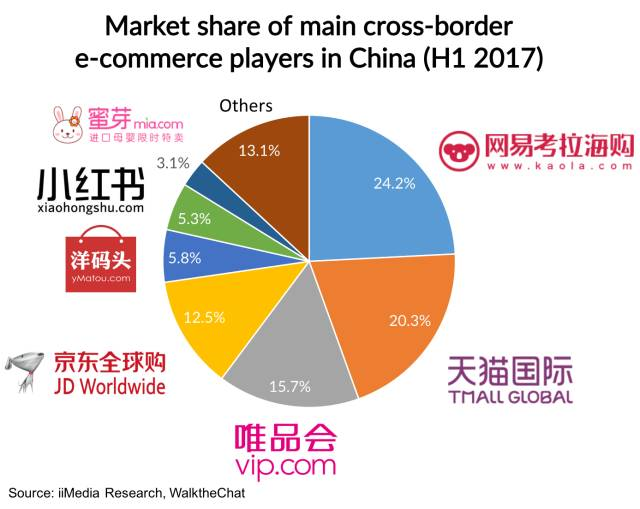 Market share of main cross-border
e-commerce players in China (H1 2017)
Others
蜜芽mia.com
进口母婴限时特卖
网易考拉海购
www.kaola.com
小红书
xiaohongshu.com
洋码头
yMatou.com
京东全球购
JD Worldwide
天猫国际
TMALL GLOBAL
唯品会
vip.com
24.2%
20.3%
15.7%
12.5%
5.8%
5.3%
3.1%
13.1%
Source: iiMedia Research, WalktheChat